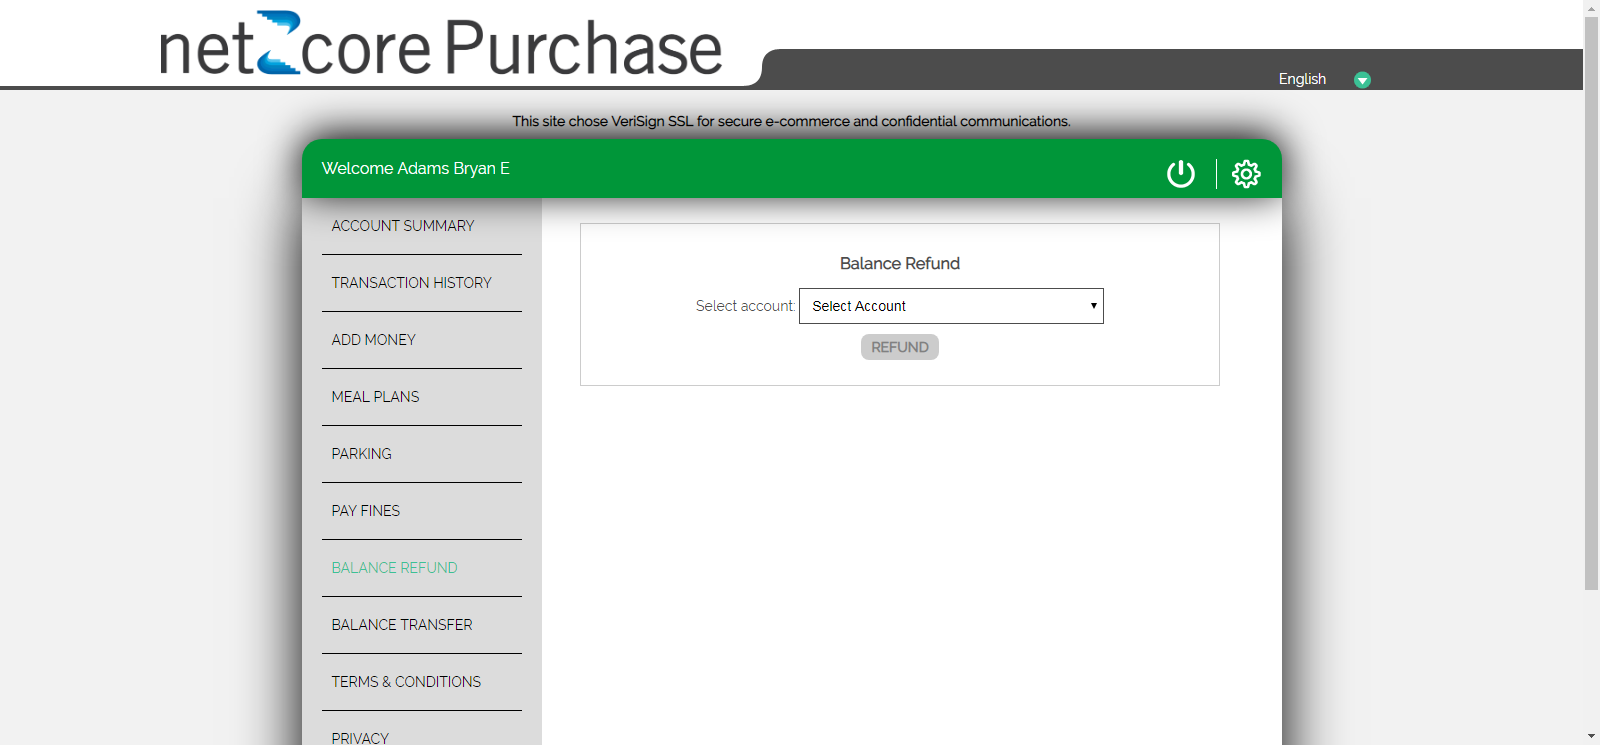 netZcore Purchase
English
This site chose VeriSign SSL for secure e-commerce and confidential communications.
Welcome Adams Bryan E
ACCOUNT SUMMARY
TRANSACTION HISTORY
ADD MONEY
MEAL PLANS
PARKING
PAY FINES
BALANCE REFUND
BALANCE TRANSFER
TERMS & CONDITIONS
PRIVACY
Balance Refund
Select account: Select Account
REFUND